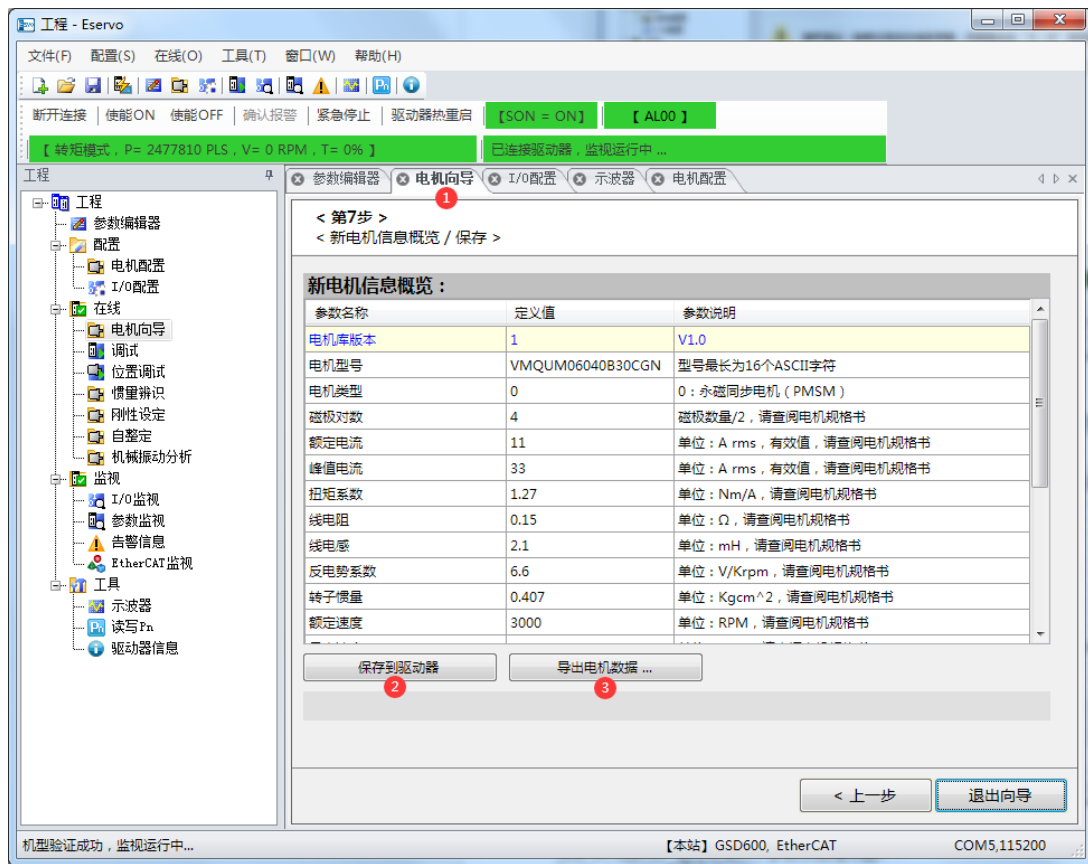 工程 - Eservo
文件(F) 配置(S) 在线(O) 工具(T) 窗口(W) 帮助(H)
断开连接 使能ON 使能OFF 确认报警 紧急停止 驱动器热重启 【SON = ON】 【 AL00 】
【 转矩模式，P= 2477810 PLS，V= 0 RPM，T= 0% 】 已连接驱动器，监视运行中 ...
工程
参数编辑器 电机向导 I/O配置 示波器 电机配置
1
工程
参数编辑器
配置
电机配置
I/O配置
在线
电机向导
调试
位置调试
惯量辨识
刚性设定
自整定
机械振动分析
监视
I/O监视
参数监视
告警信息
EtherCAT监视
工具
示波器
读写Pn
驱动器信息
< 第7步 >
< 新电机信息概览 / 保存 >
新电机信息概览：
参数名称 定义值 参数说明
电机库版本 1 V1.0
电机型号 VMQUM06040B30CGN 型号最长为16个ASCII字符
电机类型 0 0：永磁同步电机（PMSM）
磁极对数 4 磁极数量/2，请查阅电机规格书
额定电流 11 单位：A rms，有效值，请查阅电机规格书
峰值电流 33 单位：A rms，有效值，请查阅电机规格书
扭矩系数 1.27 单位：Nm/A，请查阅电机规格书
线电阻 0.15 单位：Ω，请查阅电机规格书
线电感 2.1 单位：mH，请查阅电机规格书
反电势系数 6.6 单位：V/Krpm，请查阅电机规格书
转子惯量 0.407 单位：Kgcm^2，请查阅电机规格书
额定速度 3000 单位：RPM，请查阅电机规格书
保存到驱动器 导出电机数据 ...
2 3
< 上一步 退出向导
机型验证成功，监视运行中... 【本站】GSD600, EtherCAT COM5,115200